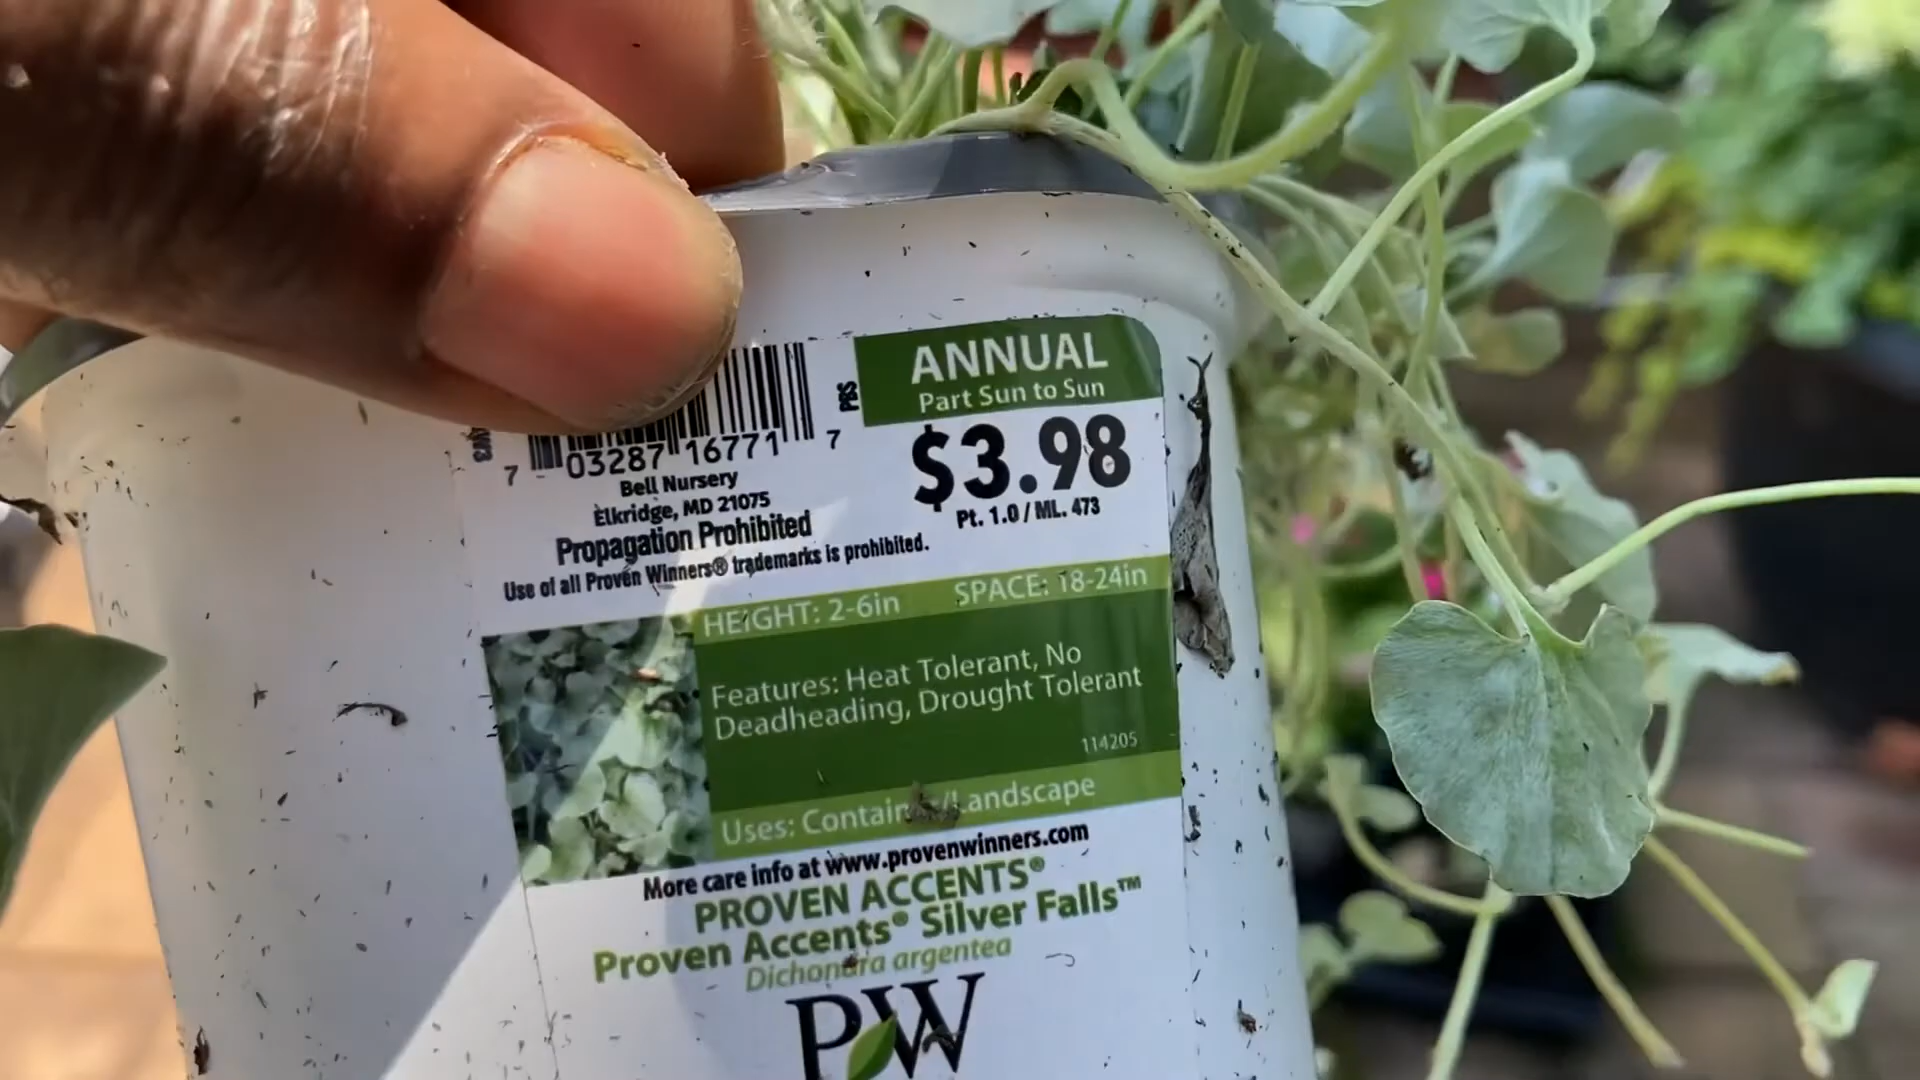 ANNUAL
Part Sun to Sun
PBS
$3.98
Pt. 1.0 / ML. 473
7 03287 16771 7
Bell Nursery
Elkridge, MD 21075
Propagation Prohibited
Use of all Proven Winners® trademarks is prohibited.
HEIGHT: 2-6in SPACE: 18-24in
Features: Heat Tolerant, No
Deadheading, Drought Tolerant
114205
Uses: /Landscape
More care info at www.provenwinners.com
PROVEN ACCENTS®
Proven Accents® Silver Falls™
Dichondra argentea
PW